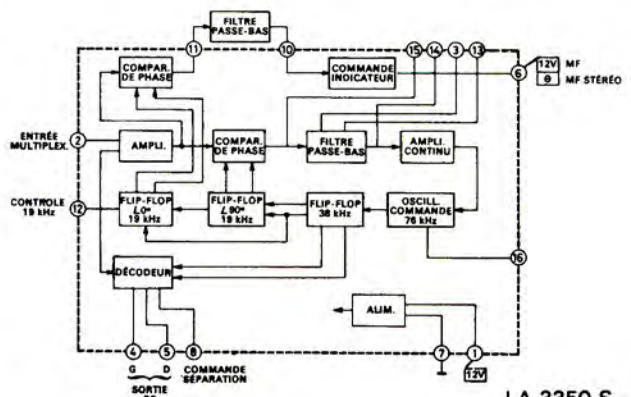 FILTRE
PASSE-BAS
11
10
15
14
3
13
COMPAR.
DE PHASE
COMMANDE
INDICATEUR
6
12V
MF
θ
MF STÉRÉO
ENTRÉE
MULTIPLEX.
2
AMPLI.
COMPAR.
DE PHASE
FILTRE
PASSE-BAS
AMPLI.
CONTINU
CONTROLE
19 kHz
12
FLIP-FLOP
∠0°
19 kHz
FLIP-FLOP
∠90°
19 kHz
FLIP-FLOP
38 kHz
OSCILL.
COMMANDE
76 kHz
16
DÉCODEUR
ALIM.
4
5
8
7
1
G
D
COMMANDE
SÉPARATION
12V
SORTIE
LA 3350 S